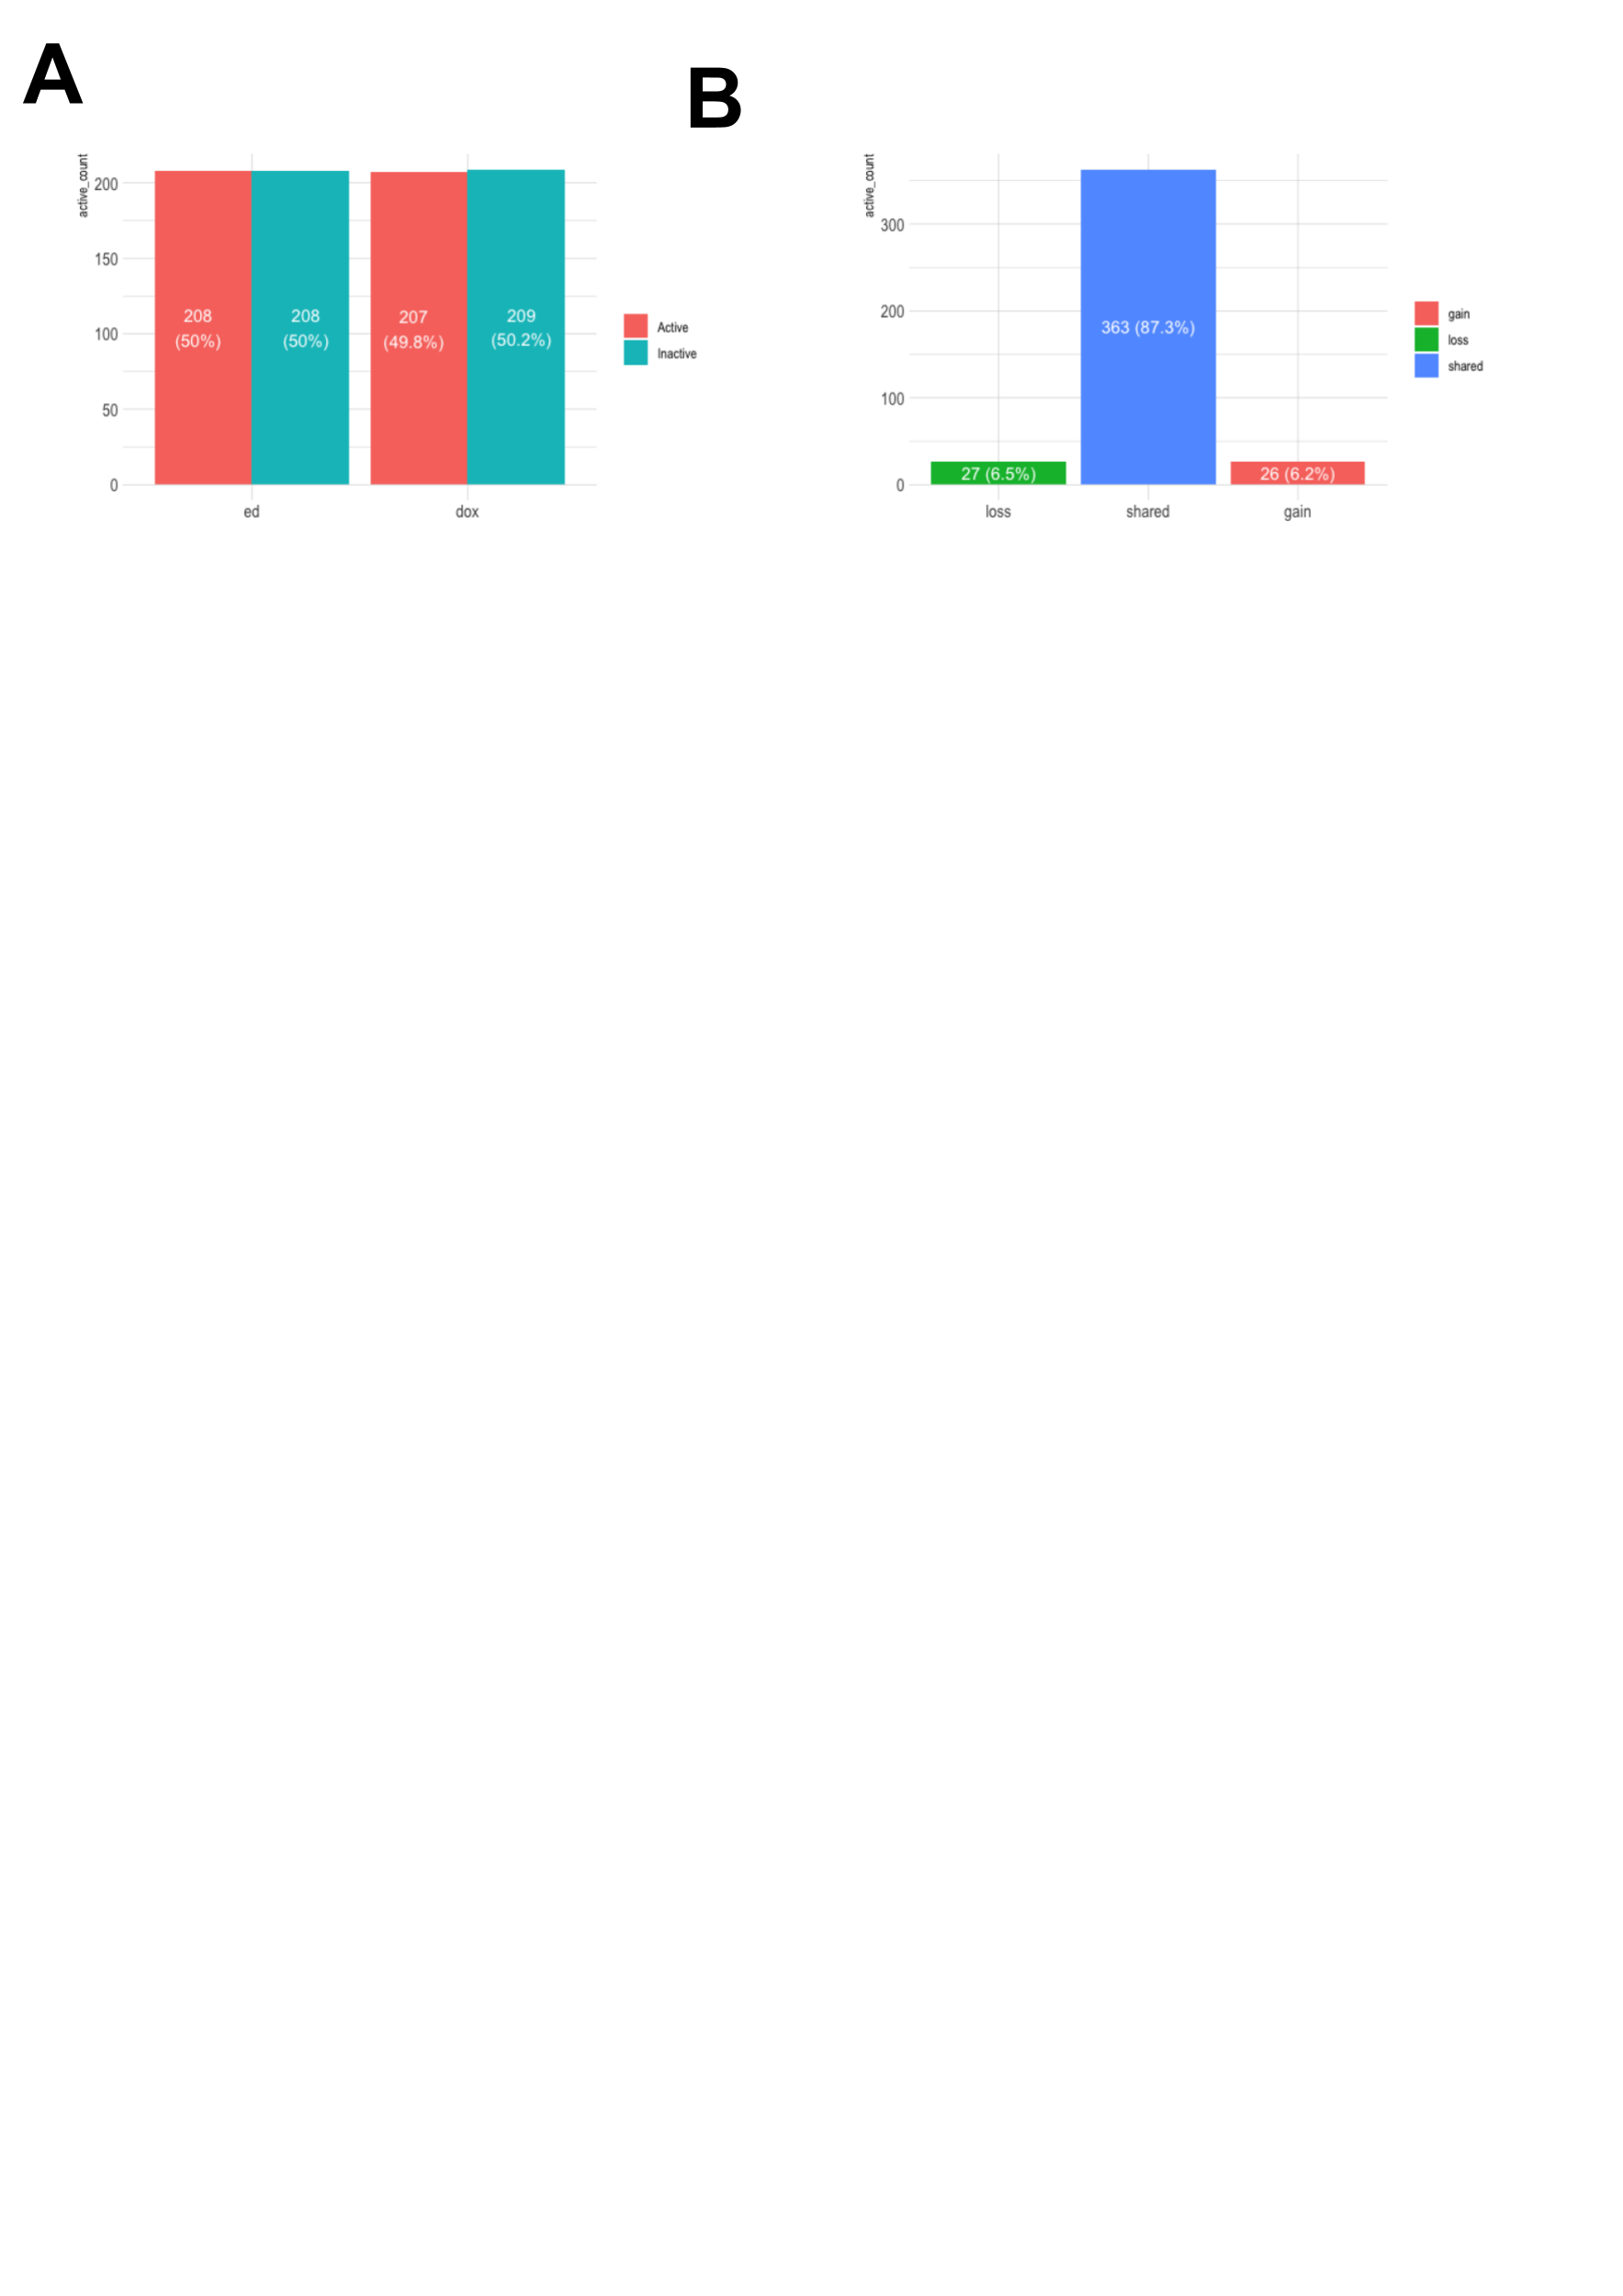 A
active_count
200
150
100
50
0
208
(50%)
208
(50%)
207
(49.8%)
209
(50.2%)
ed
dox
Active
Inactive
B
active_count
300
200
100
0
27 (6.5%)
363 (87.3%)
26 (6.2%)
loss
shared
gain
gain
loss
shared